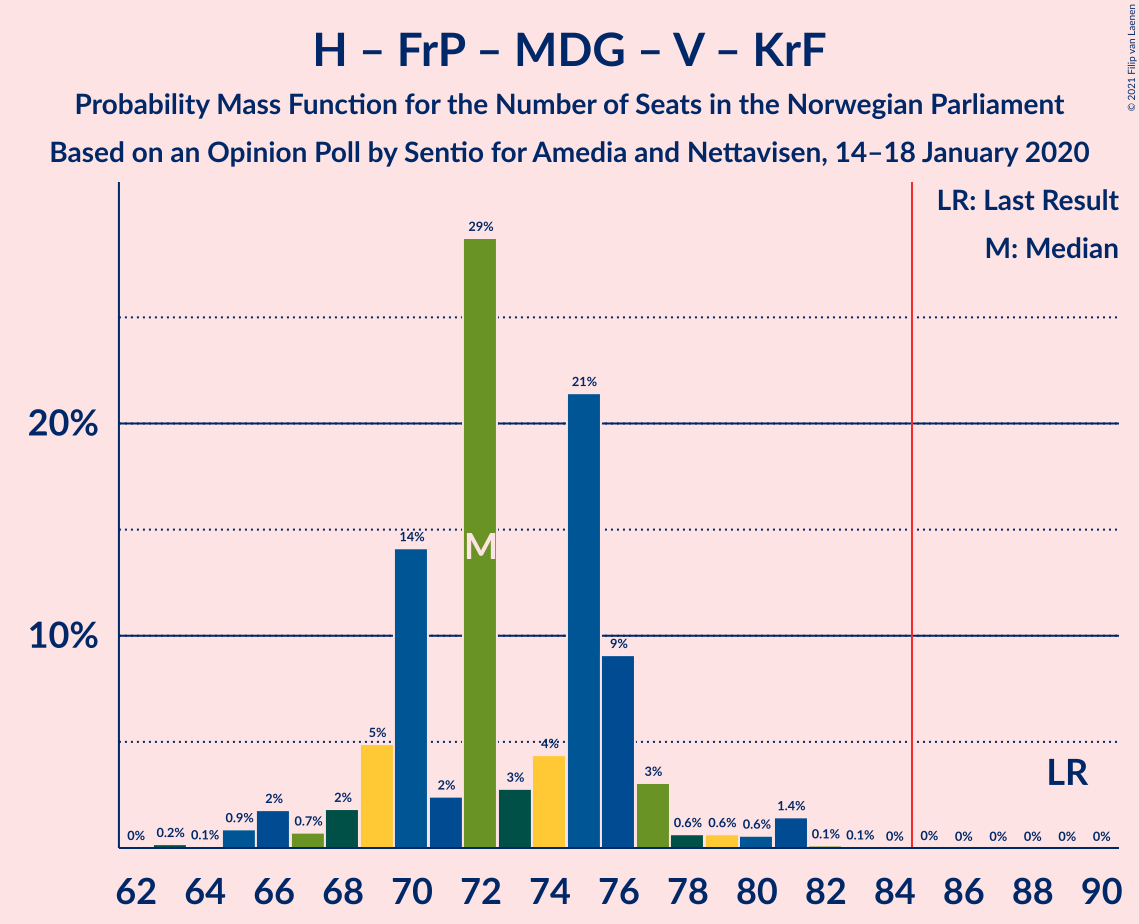 H – FrP – MDG – V – KrF
Probability Mass Function for the Number of Seats in the Norwegian Parliament
Based on an Opinion Poll by Sentio for Amedia and Nettavisen, 14–18 January 2020
© 2021 Filip van Laenen
LR: Last Result
M: Median
20%
10%
0% 0.2% 0.1% 0.9% 2% 0.7% 2% 5% 14% 2% 29% 3% 4% 21% 9% 3% 0.6% 0.6% 0.6% 1.4% 0.1% 0.1% 0% 0% 0% 0% 0% 0% 0%
M
LR
62 64 66 68 70 72 74 76 78 80 82 84 86 88 90